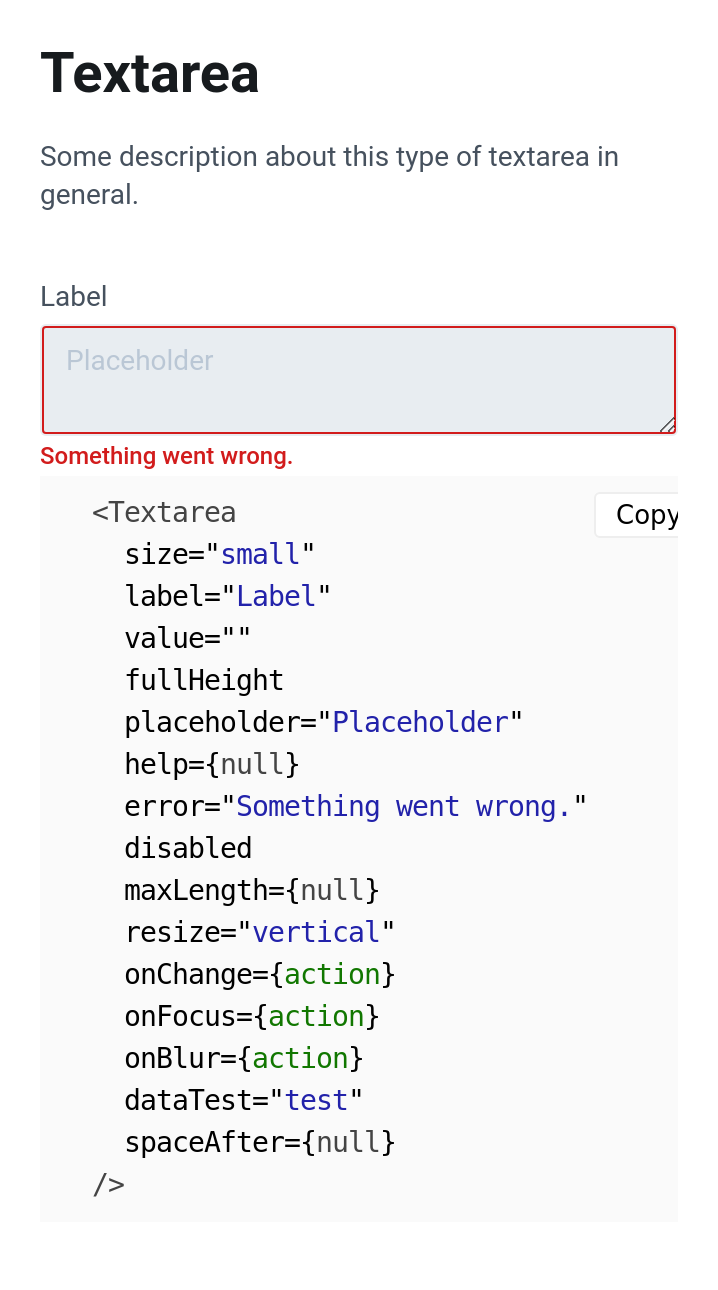 Textarea
Some description about this type of textarea in
general.
Label
Placeholder
Something went wrong.
<Textarea
Copy
size="small"
label="Label"
value=""
fullHeight
placeholder="Placeholder"
help={null}
error="Something went wrong."
disabled
maxLength={null}
resize="vertical"
onChange={action}
onFocus={action}
onBlur={action}
dataTest="test"
spaceAfter={null}
/>